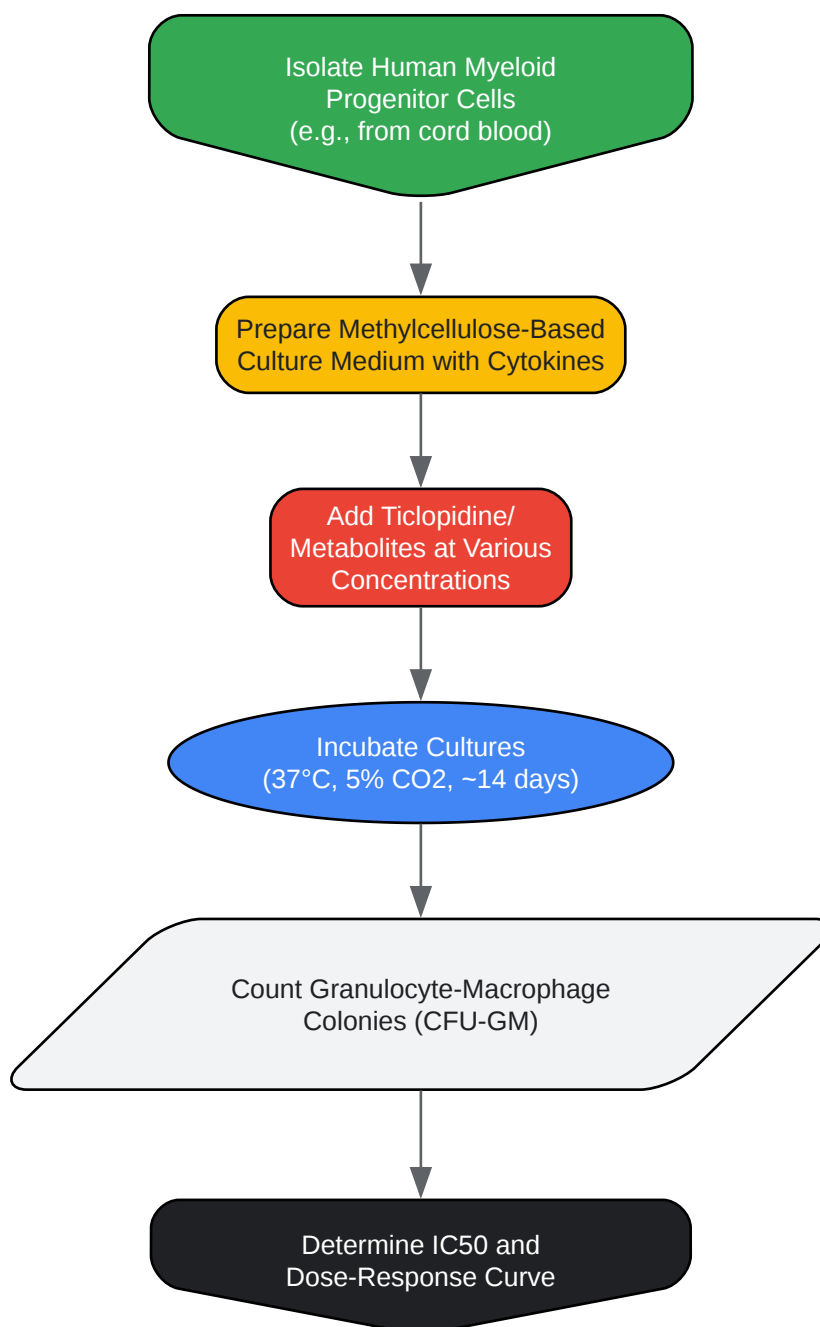 Isolate Human Myeloid
Progenitor Cells
(e.g., from cord blood)
Prepare Methylcellulose-Based
Culture Medium with Cytokines
Add Ticlopidine/
Metabolites at Various
Concentrations
Incubate Cultures
(37°C, 5% CO2, ~14 days)
Count Granulocyte-Macrophage
Colonies (CFU-GM)
Determine IC50 and
Dose-Response Curve